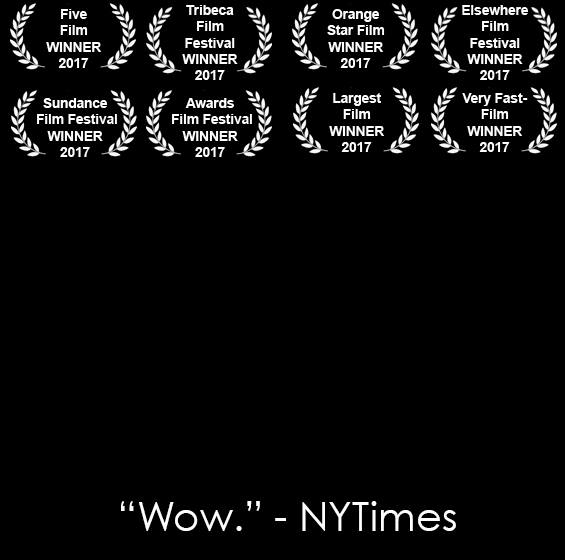 Five
Film
WINNER
2017
Tribeca
Film
Festival
WINNER
2017
Orange
Star Film
WINNER
2017
Elsewhere
Film
Festival
WINNER
2017
Sundance
Film Festival
WINNER
2017
Awards
Film Festival
WINNER
2017
Largest
Film
WINNER
2017
Very Fast-
Film
WINNER
2017
“Wow.” - NYTimes